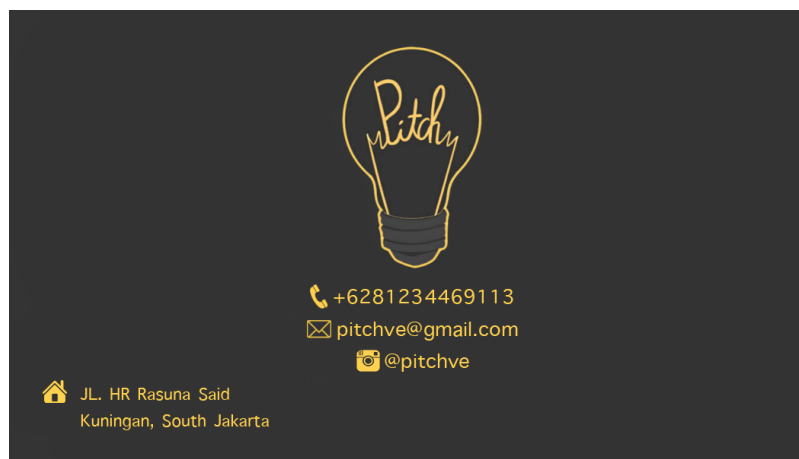 Pitch
+6281234469113
pitchve@gmail.com
@pitchve
JL. HR Rasuna Said
Kuningan, South Jakarta